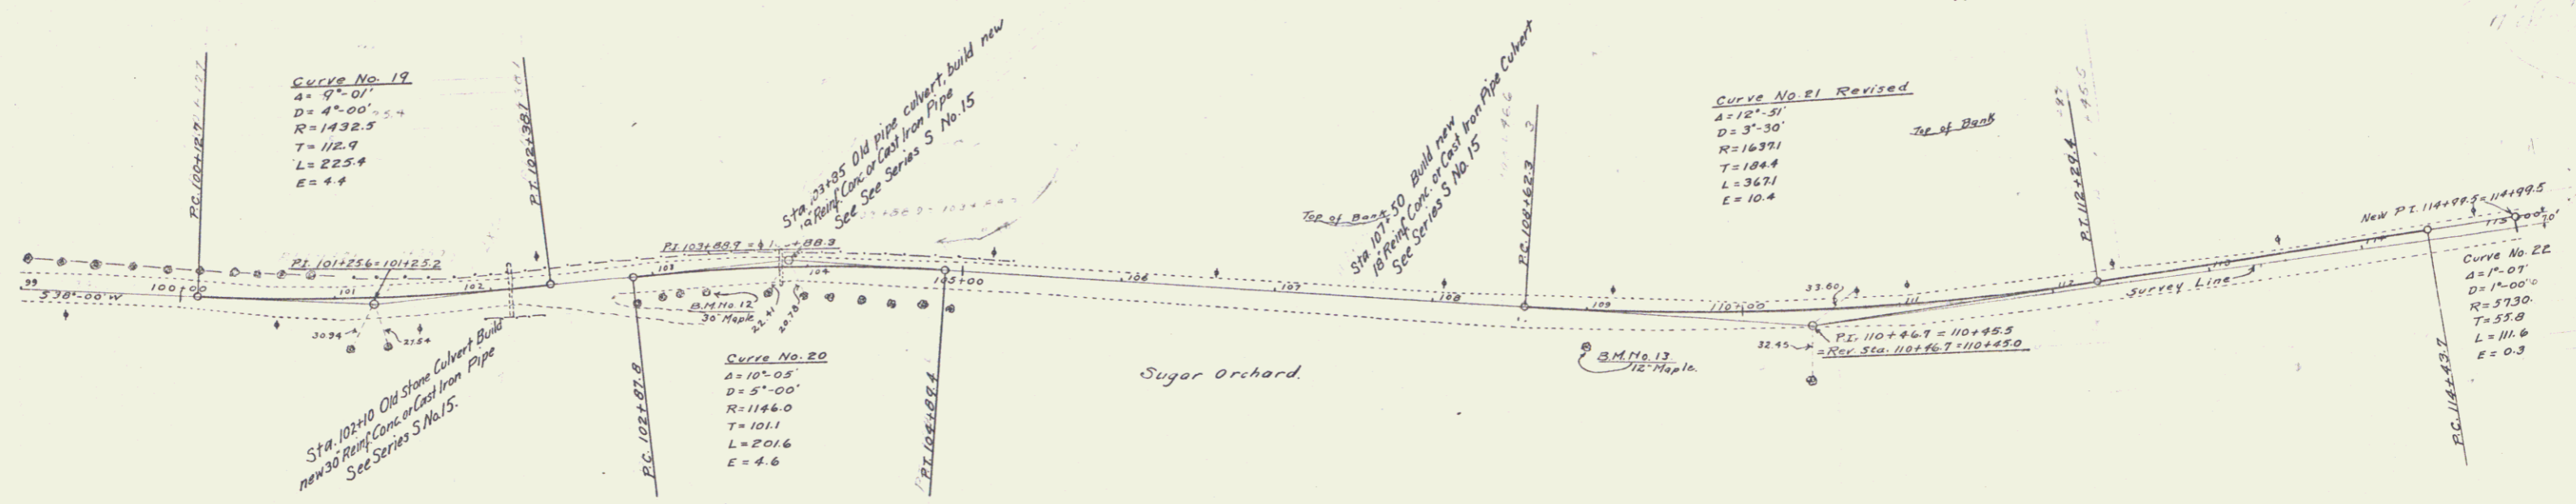 Curve No. 19
Δ = 9°-01'
D = 4°-00'
R = 1432.5
T = 112.9
L = 225.4
E = 4.4
P.C. 100+12.7
P.T. 102+38.1
P.I. 101+25.6 = 101+25.2
99
S 38°-00' W
100+00
101
102
30.94
27.54
Sta. 102+10 Old Stone Culvert Build
new 30" Reinf. Conc. or Cast Iron Pipe
See Series S No. 15.
Sta. 103+85 Old pipe culvert, build new
Reinf. Conc. or Cast Iron Pipe
See Series S No. 15
P.I. 103+88.9 =
+88.3
103
104
105+00
B.M. No. 12
30" Maple
22.41
20.78
Curve No. 20
Δ = 10°-05'
D = 5°-00'
R = 1146.0
T = 101.1
L = 201.6
E = 4.6
P.C. 102+87.8
P.T. 104+89.4
106
107
108
Sugar Orchard.
Top of Bank
Sta. 107+50 Build new
18" Reinf. Conc. or Cast Iron Pipe Culvert
See Series S No. 15
P.C. 108+62.3
109
110+00
111
112
113
114
115+00
B.M. No. 13
12" Maple.
33.60
32.45
P.I. 110+46.7 = 110+45.5
= Rev. Sta. 110+46.7 = 110+45.0
Curve No. 21 Revised
Δ = 12°-51'
D = 3°-30'
R = 1637.1
T = 184.4
L = 367.1
E = 10.4
Top of Bank
P.T. 112+29.4
Survey Line
New P.I. 114+99.5 = 114+99.5
P.C. 114+43.7
Curve No. 22
Δ = 1°-07'
D = 1°-00'
R = 5730.
T = 55.8
L = 111.6
E = 0.3